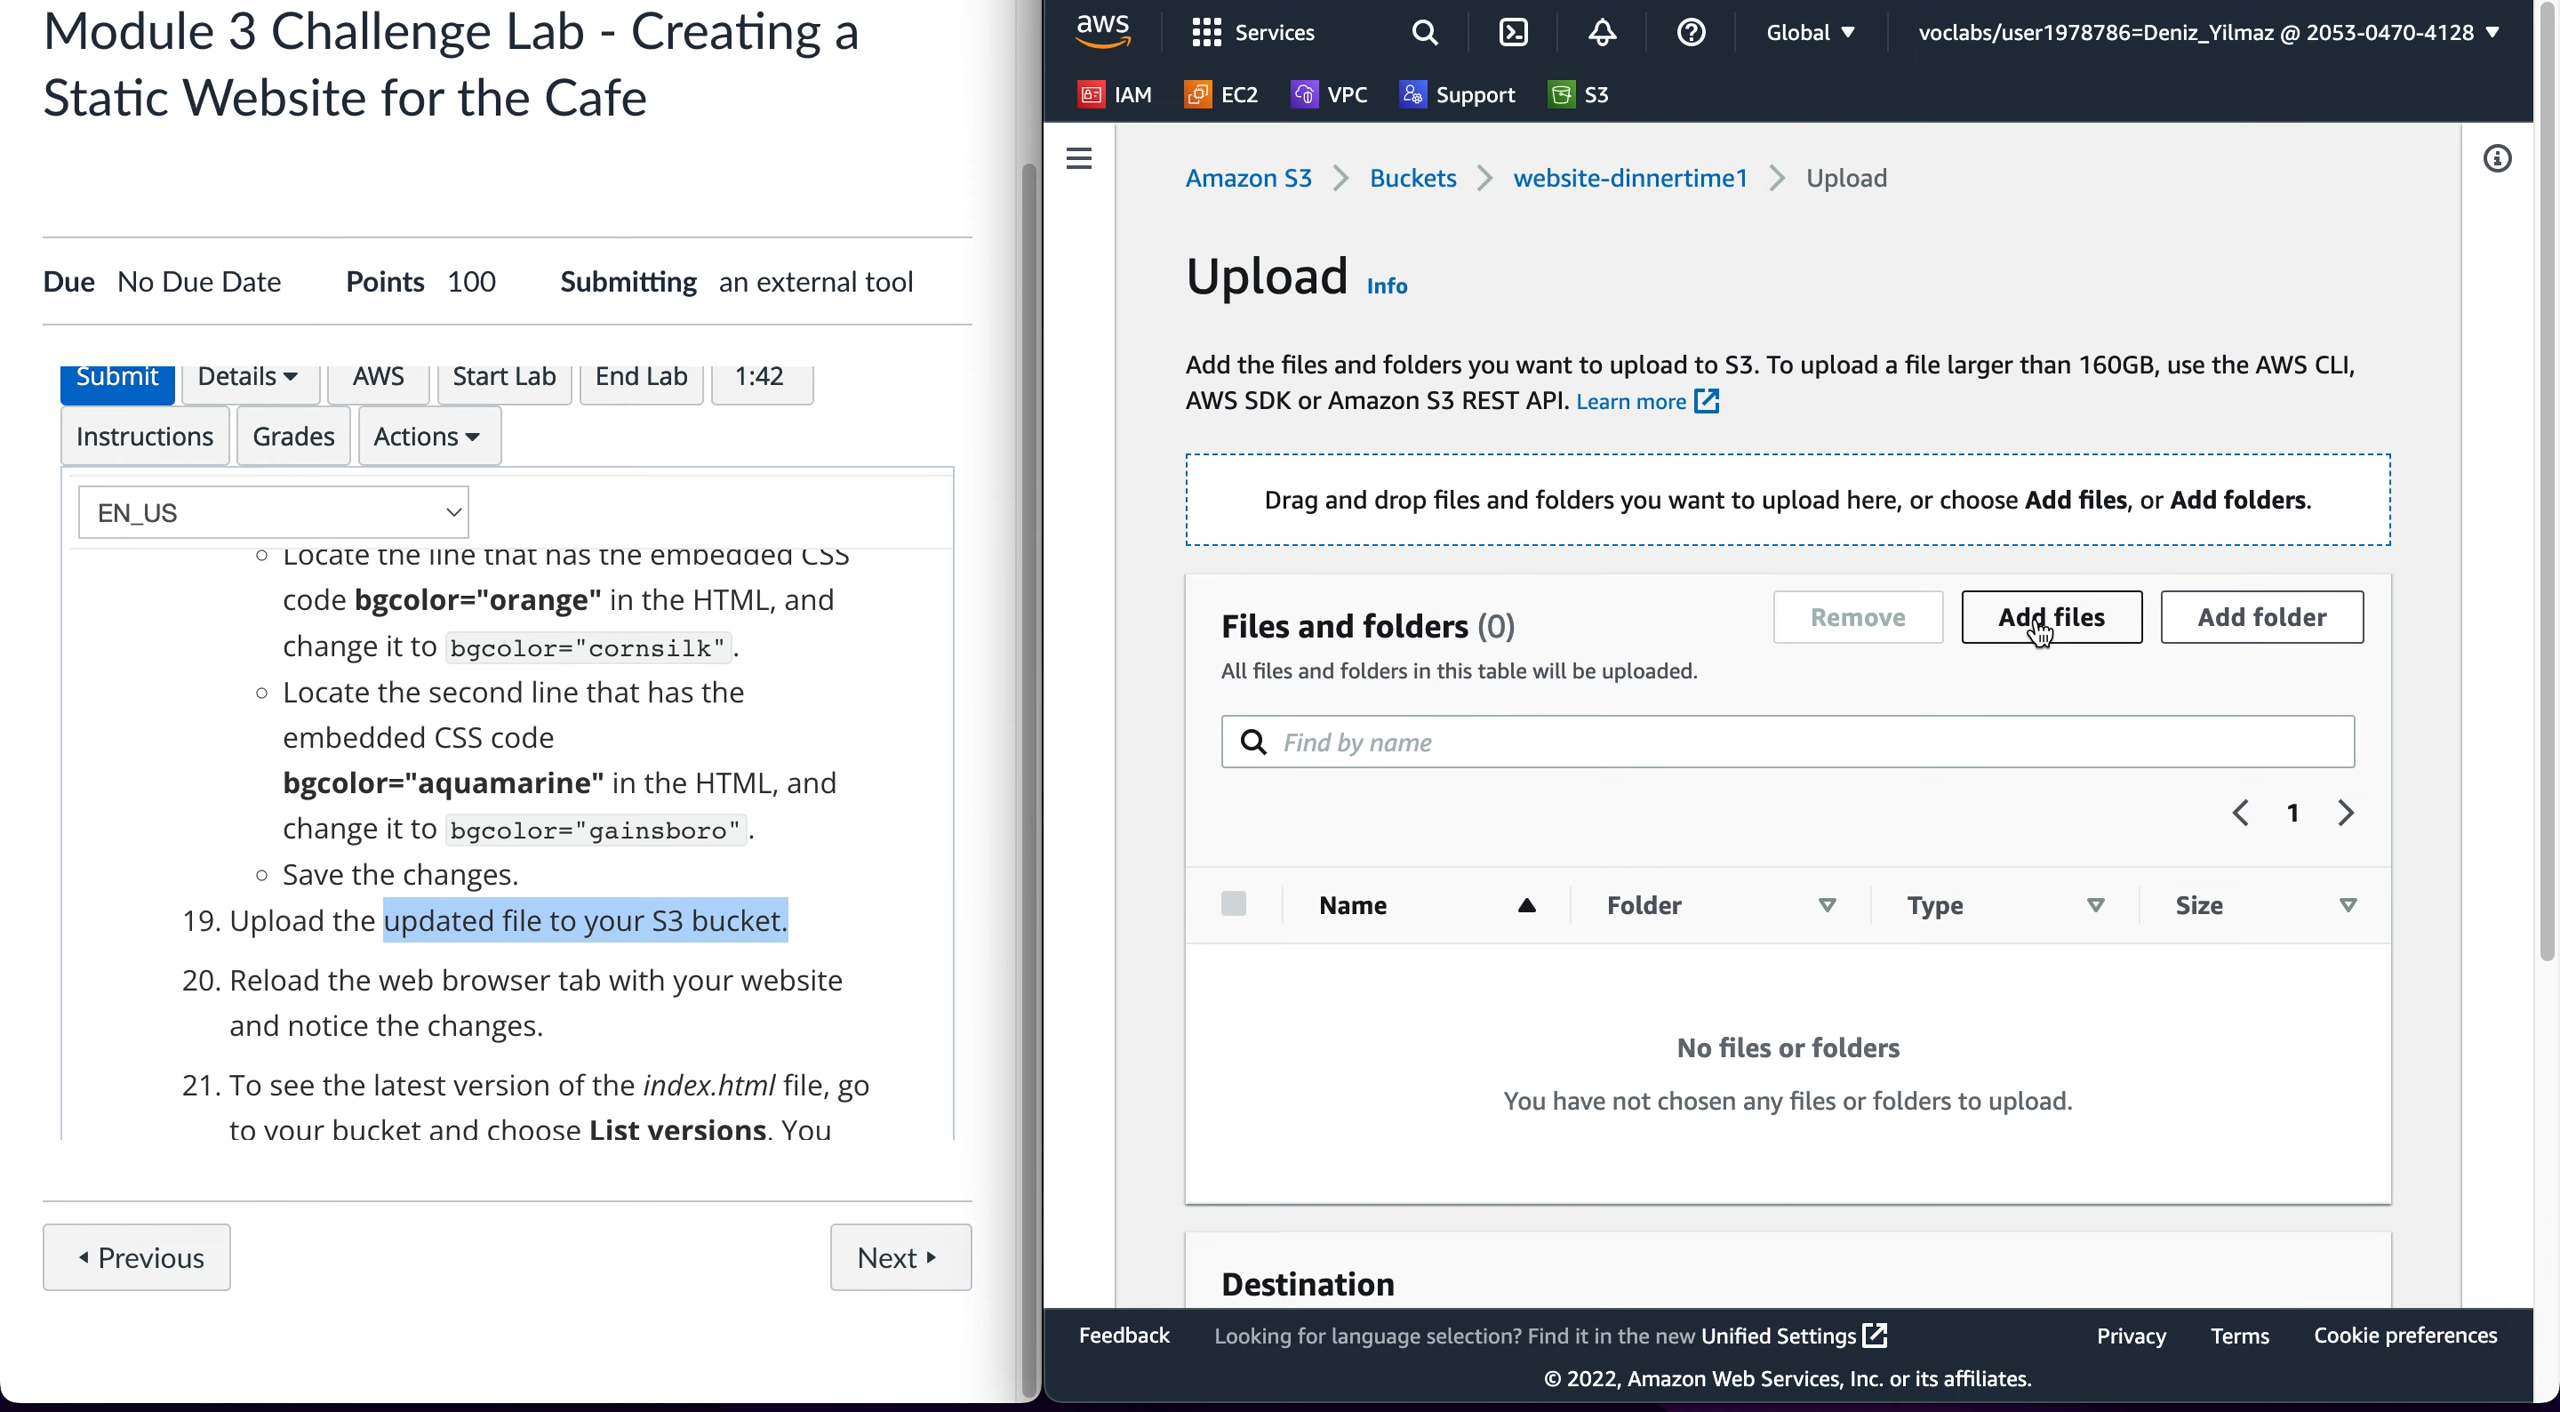 Module 3 Challenge Lab - Creating a
Static Website for the Cafe
Due No Due Date Points 100 Submitting an external tool
Submit Details AWS Start Lab End Lab 1:42
Instructions Grades Actions
EN_US
Locate the line that has the embedded CSS
code bgcolor="orange" in the HTML, and
change it to bgcolor="cornsilk".
Locate the second line that has the
embedded CSS code
bgcolor="aquamarine" in the HTML, and
change it to bgcolor="gainsboro".
Save the changes.
19. Upload the updated file to your S3 bucket.
20. Reload the web browser tab with your website
and notice the changes.
21. To see the latest version of the index.html file, go
to your bucket and choose List versions. You
Previous Next
aws Services Global voclabs/user1978786=Deniz_Yilmaz @ 2053-0470-4128
IAM EC2 VPC Support S3
Amazon S3 Buckets website-dinnertime1 Upload
Upload Info
Add the files and folders you want to upload to S3. To upload a file larger than 160GB, use the AWS CLI,
AWS SDK or Amazon S3 REST API. Learn more
Drag and drop files and folders you want to upload here, or choose Add files, or Add folders.
Files and folders (0) Remove Add files Add folder
All files and folders in this table will be uploaded.
Find by name
1
Name Folder Type Size
No files or folders
You have not chosen any files or folders to upload.
Destination
Feedback Looking for language selection? Find it in the new Unified Settings Privacy Terms Cookie preferences
© 2022, Amazon Web Services, Inc. or its affiliates.